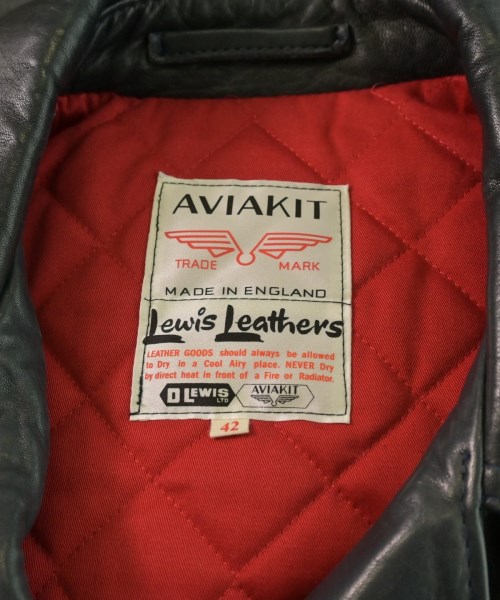 AVIAKIT
TRADE MARK
MADE IN ENGLAND
Lewis Leathers
LEATHER GOODS should always be allowed
to Dry in a Cool Airy place. NEVER Dry
by direct heat in front of a Fire or Radiator.
D LEWIS LTD AVIAKIT
42